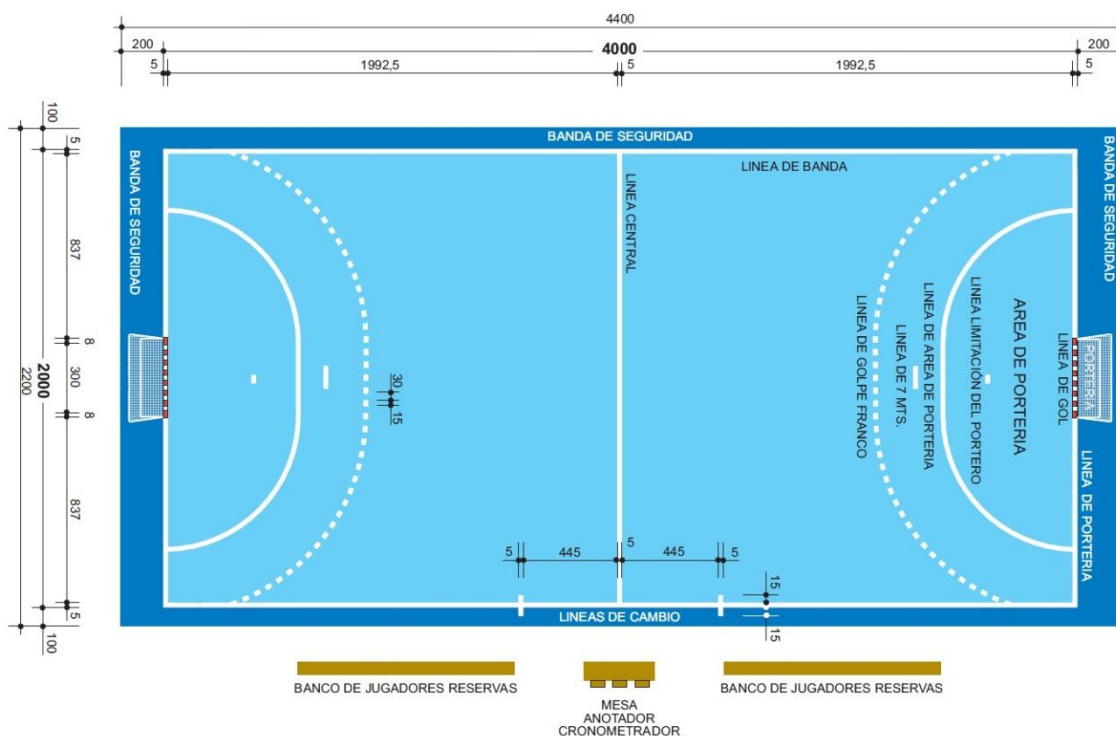 4400
200
4000
200
5
1992,5
5
1992,5
5
100
5
837
8
300
8
837
5
100
2000
2200
BANDA DE SEGURIDAD
BANDA DE SEGURIDAD
BANDA DE SEGURIDAD
LINEA DE BANDA
LINEA CENTRAL
LINEA DE GOLPE FRANCO
LINEA DE 7 MTS.
LINEA DE AREA DE PORTERIA
LINEA LIMITACIÓN DEL PORTERO
AREA DE PORTERIA
LINEA DE GOL
PORTERIA
LINEA DE PORTERIA
30
15
5
445
5
445
5
15
15
LINEAS DE CAMBIO
BANCO DE JUGADORES RESERVAS
MESA
ANOTADOR
CRONOMETRADOR
BANCO DE JUGADORES RESERVAS